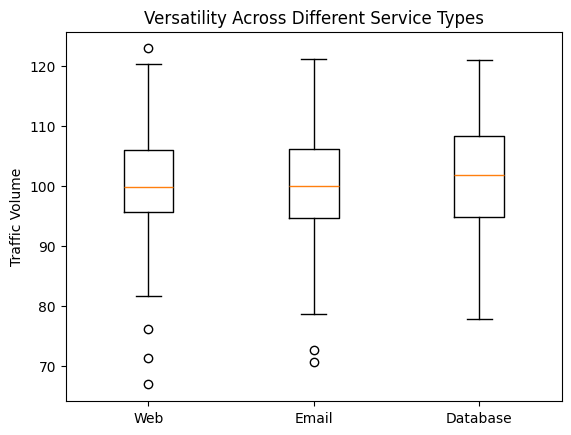 Versatility Across Different Service Types
Traffic Volume
120
110
100
90
80
70
Web
Email
Database